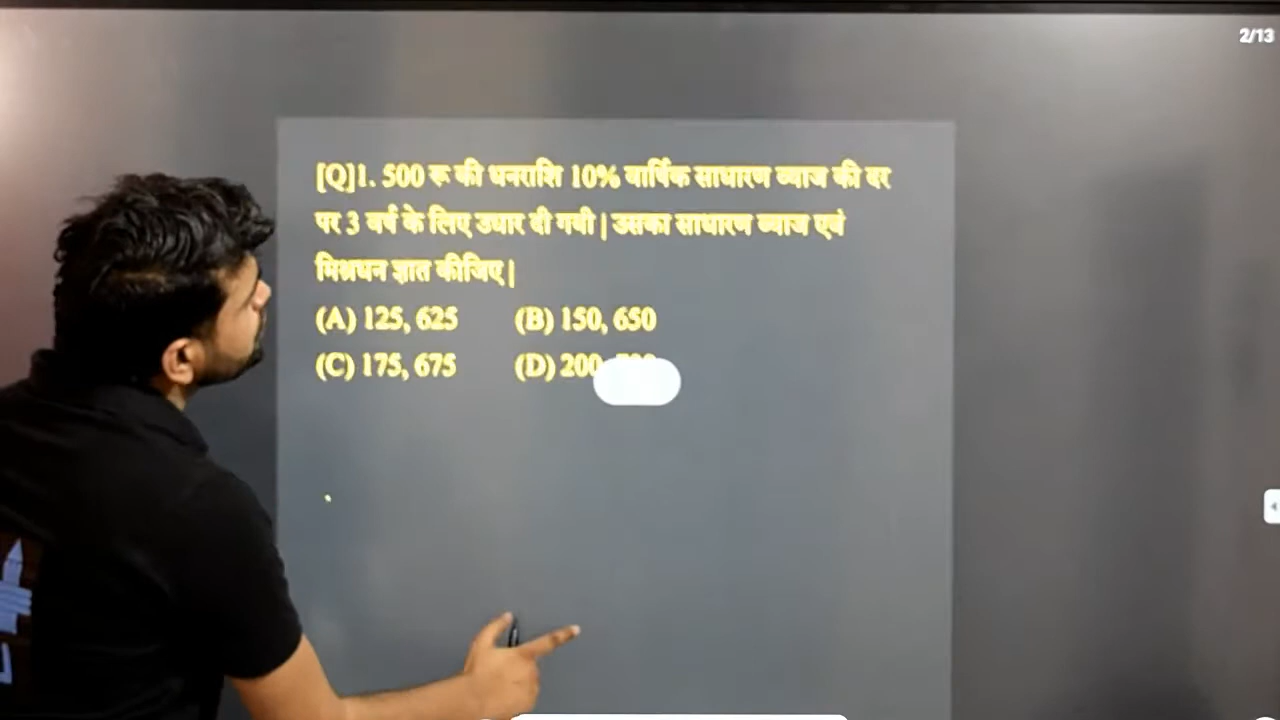 2/13
[Q]1. 500 रू की धनराशि 10% वार्षिक साधारण ब्याज की दर
पर 3 वर्ष के लिए उधार दी गयी | उसका साधारण ब्याज एवं
मिश्रधन ज्ञात कीजिए |
(A) 125, 625 (B) 150, 650
(C) 175, 675 (D) 200,